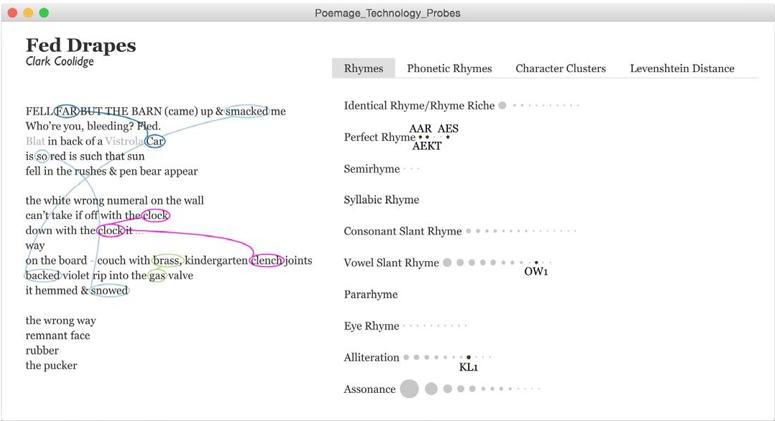 Poemage_Technology_Probes
Fed Drapes
Clark Coolidge
FELL FAR BUT THE BARN (came) up & smacked me
Who're you, bleeding? Fled.
Blat in back of a Vistrola Car
is so red is such that sun
fell in the rushes & pen bear appear
the white wrong numeral on the wall
can't take if off with the clock
down with the clock it ...
way
on the board - couch with brass, kindergarten clench joints
backed violet rip into the gas valve
it hemmed & snowed
the wrong way
remnant face
rubber
the pucker
Rhymes Phonetic Rhymes Character Clusters Levenshtein Distance
Identical Rhyme/Rhyme Riche
AAR AES
Perfect Rhyme
AEKT
Semirhyme
Syllabic Rhyme
Consonant Slant Rhyme
Vowel Slant Rhyme
OW1
Pararhyme
Eye Rhyme
Alliteration
KL1
Assonance